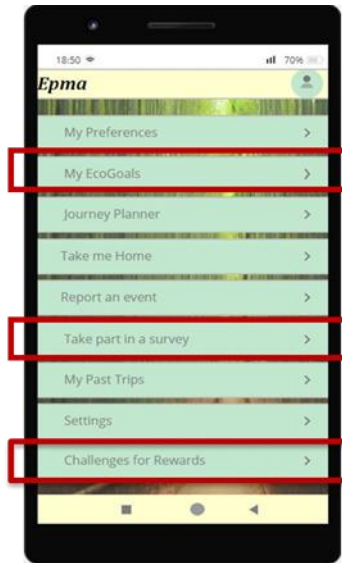 18:50 70%
Epma
My Preferences
My EcoGoals
Journey Planner
Take me Home
Report an event
Take part in a survey
My Past Trips
Settings
Challenges for Rewards